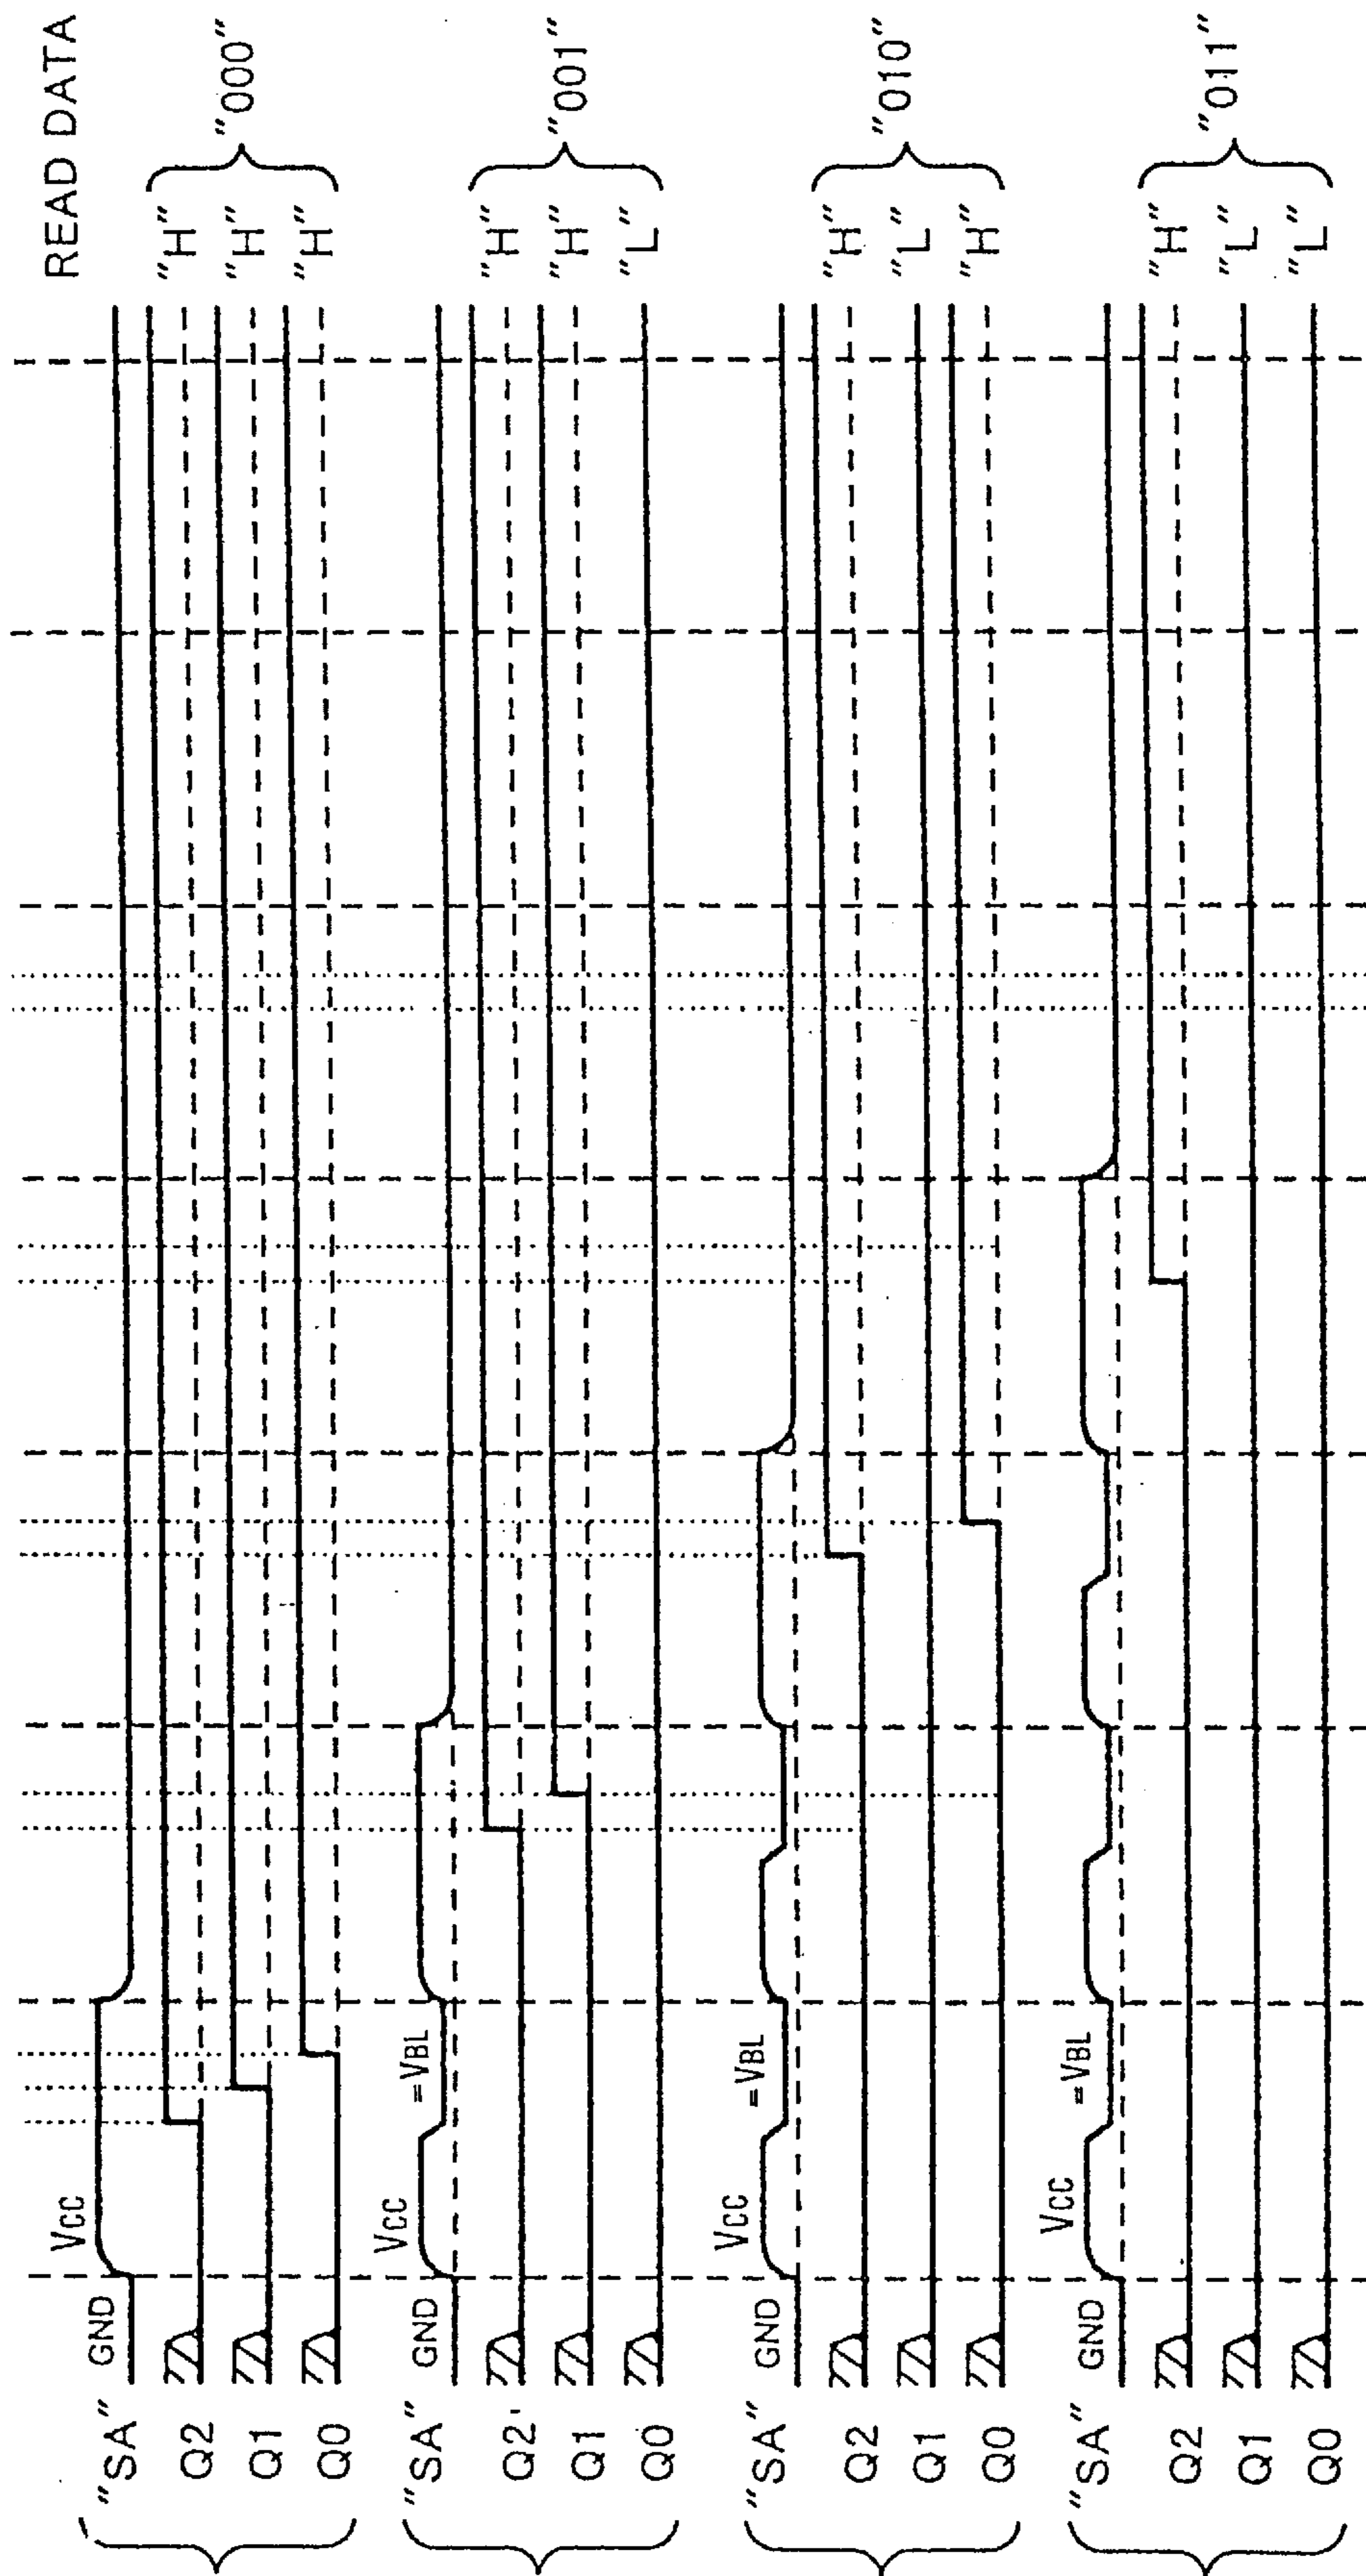 READ DATA
"SA" GND VCC
Q2 "H"
Q1 "H" "000"
Q0 "H"
"SA" GND VCC =VBL
Q2 "H"
Q1 "H" "001"
Q0 "L"
"SA" GND VCC =VBL
Q2 "H"
Q1 "L" "010"
Q0 "H"
"SA" GND VCC =VBL
Q2 "H"
Q1 "L" "011"
Q0 "L"